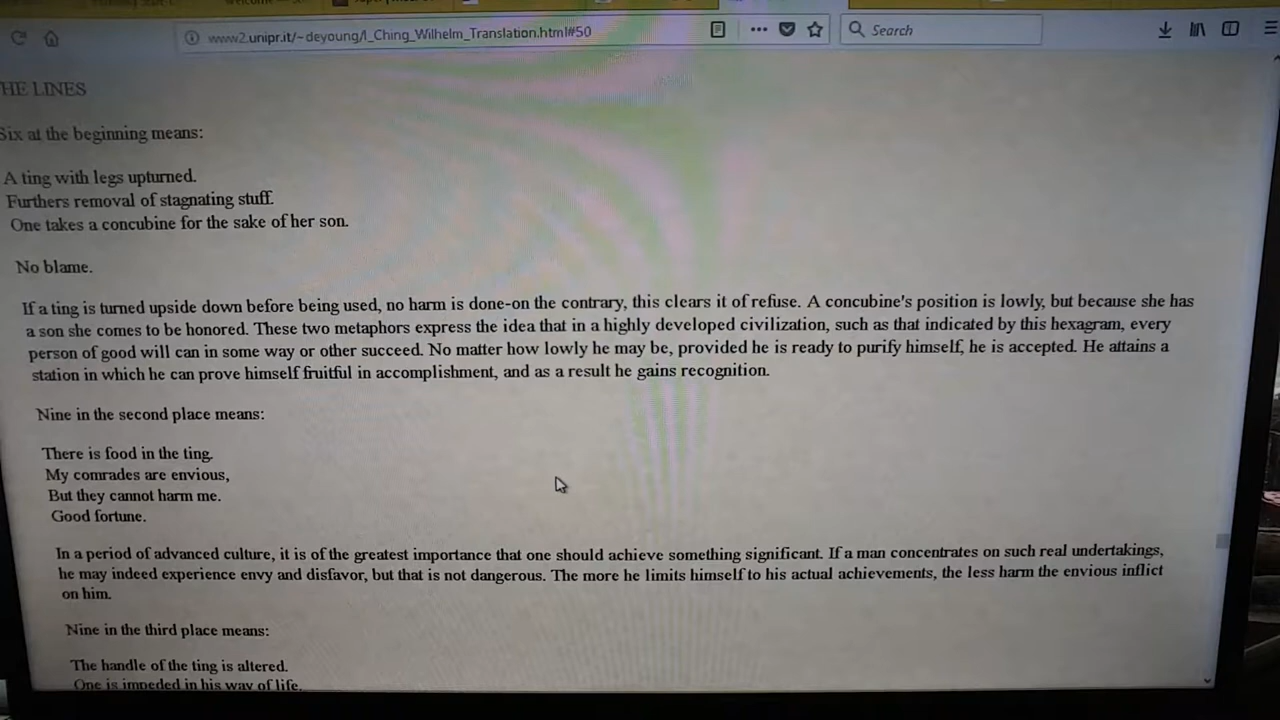 www2.unipr.it/~deyoung/I_Ching_Wilhelm_Translation.html#50
Search
HE LINES
Six at the beginning means:
A ting with legs upturned.
Furthers removal of stagnating stuff.
One takes a concubine for the sake of her son.
No blame.
If a ting is turned upside down before being used, no harm is done-on the contrary, this clears it of refuse. A concubine's position is lowly, but because she has
a son she comes to be honored. These two metaphors express the idea that in a highly developed civilization, such as that indicated by this hexagram, every
person of good will can in some way or other succeed. No matter how lowly he may be, provided he is ready to purify himself, he is accepted. He attains a
station in which he can prove himself fruitful in accomplishment, and as a result he gains recognition.
Nine in the second place means:
There is food in the ting.
My comrades are envious,
But they cannot harm me.
Good fortune.
In a period of advanced culture, it is of the greatest importance that one should achieve something significant. If a man concentrates on such real undertakings,
he may indeed experience envy and disfavor, but that is not dangerous. The more he limits himself to his actual achievements, the less harm the envious inflict
on him.
Nine in the third place means:
The handle of the ting is altered.
One is impeded in his way of life.